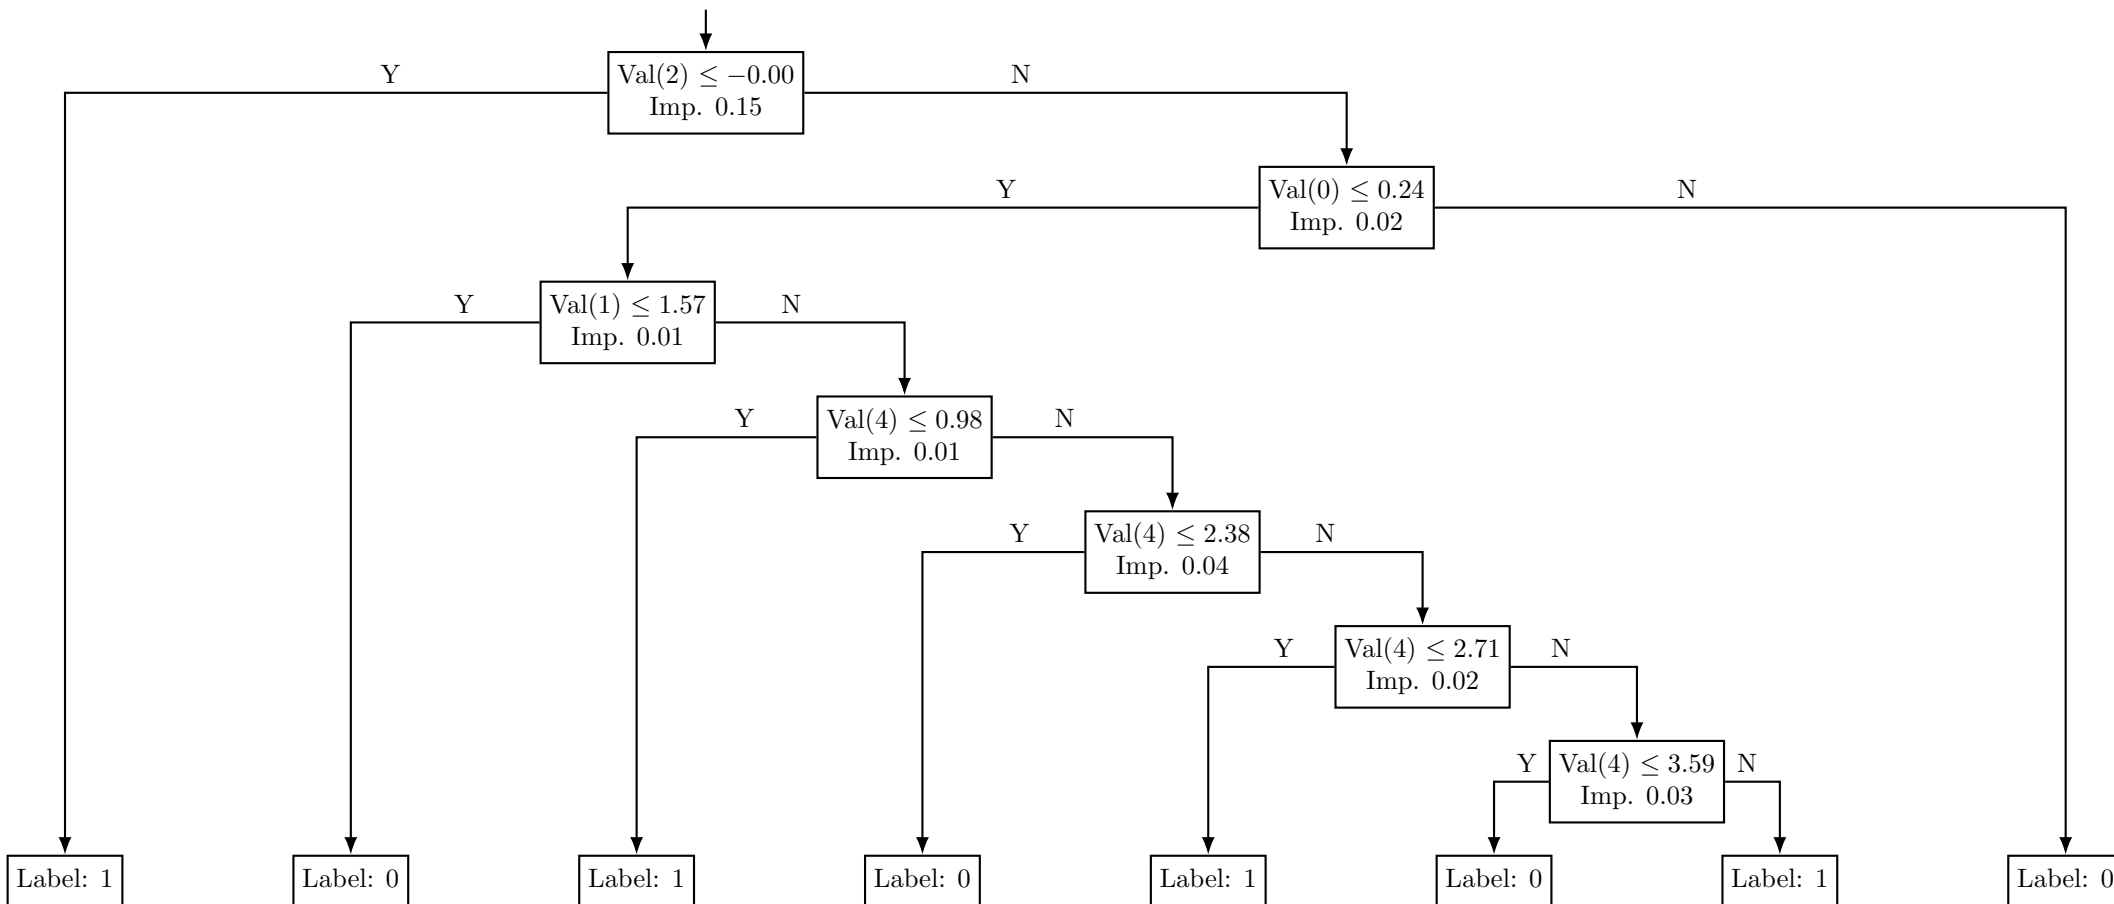 Y
Val(2) ≤ −0.00
Imp. 0.15
N
Y
Val(0) ≤ 0.24
Imp. 0.02
N
Y
Val(1) ≤ 1.57
Imp. 0.01
N
Y
Val(4) ≤ 0.98
Imp. 0.01
N
Y
Val(4) ≤ 2.38
Imp. 0.04
N
Y
Val(4) ≤ 2.71
Imp. 0.02
N
Y
Val(4) ≤ 3.59
Imp. 0.03
N
Label: 1
Label: 0
Label: 1
Label: 0
Label: 1
Label: 0
Label: 1
Label: 0